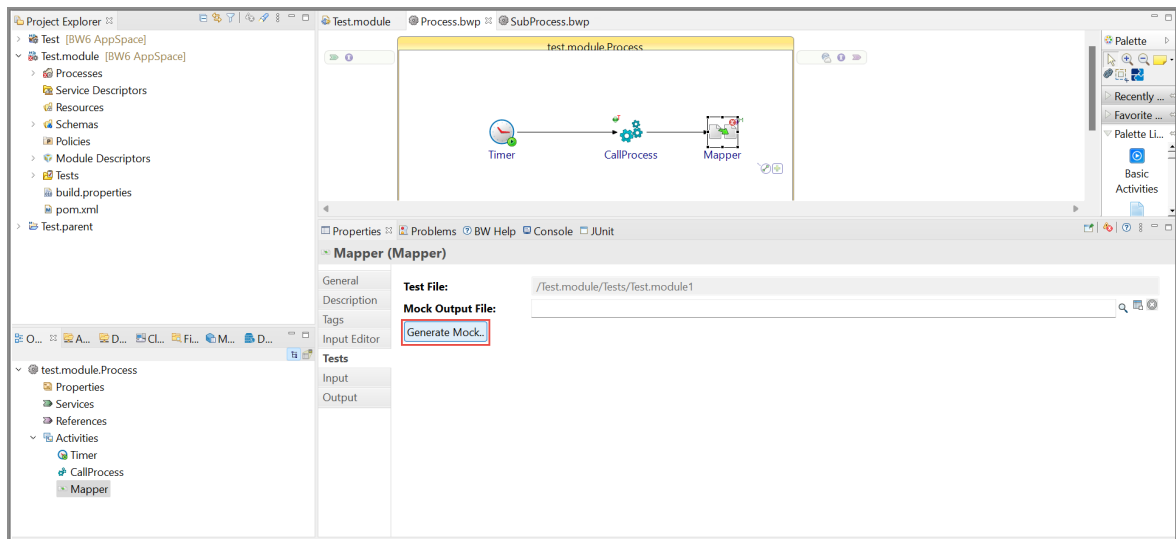 Project Explorer
Test [BW6 AppSpace]
Test.module [BW6 AppSpace]
Processes
Service Descriptors
Resources
Schemas
Policies
Module Descriptors
Tests
build.properties
pom.xml
Test.parent
O... A... D... Cl... Fi... M... D...
test.module.Process
Properties
Services
References
Activities
Timer
CallProcess
Mapper
Test.module Process.bwp SubProcess.bwp
test.module.Process
Timer CallProcess Mapper
Palette
Recently ...
Favorite ...
Palette Li...
Basic
Activities
Properties Problems BW Help Console JUnit
Mapper (Mapper)
General
Description
Tags
Input Editor
Tests
Input
Output
Test File: /Test.module/Tests/Test.module1
Mock Output File:
Generate Mock..